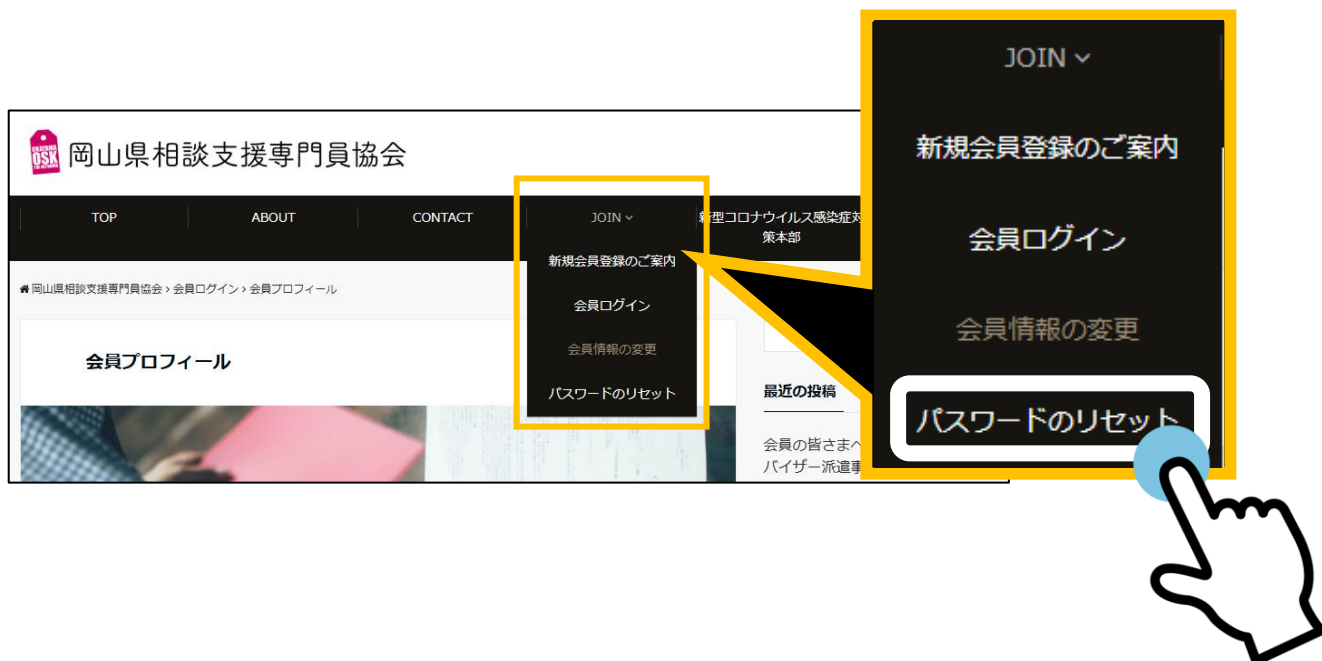 OKAYAMA
OSK
岡山県相談支援専門員協会
TOP
ABOUT
CONTACT
JOIN
新型コロナウイルス感染症対
策本部
新規会員登録のご案内
会員ログイン
会員情報の変更
パスワードのリセット
岡山県相談支援専門員協会 › 会員ログイン › 会員プロフィール
会員プロフィール
最近の投稿
会員の皆さまへ
バイザー派遣事
JOIN
新規会員登録のご案内
会員ログイン
会員情報の変更
パスワードのリセット